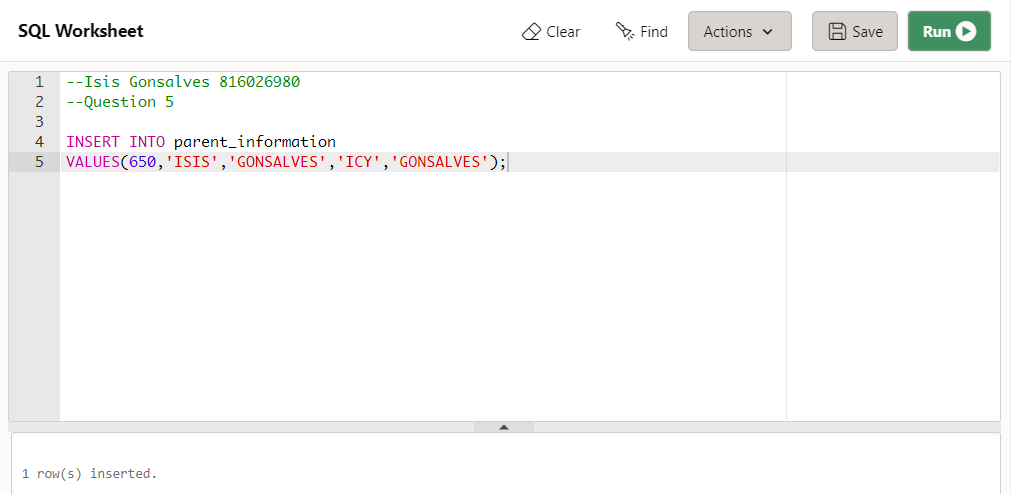 SQL Worksheet Clear Find Actions Save Run
1 --Isis Gonsalves 816026980
2 --Question 5
3
4 INSERT INTO parent_information
5 VALUES(650,'ISIS','GONSALVES','ICY','GONSALVES');
1 row(s) inserted.